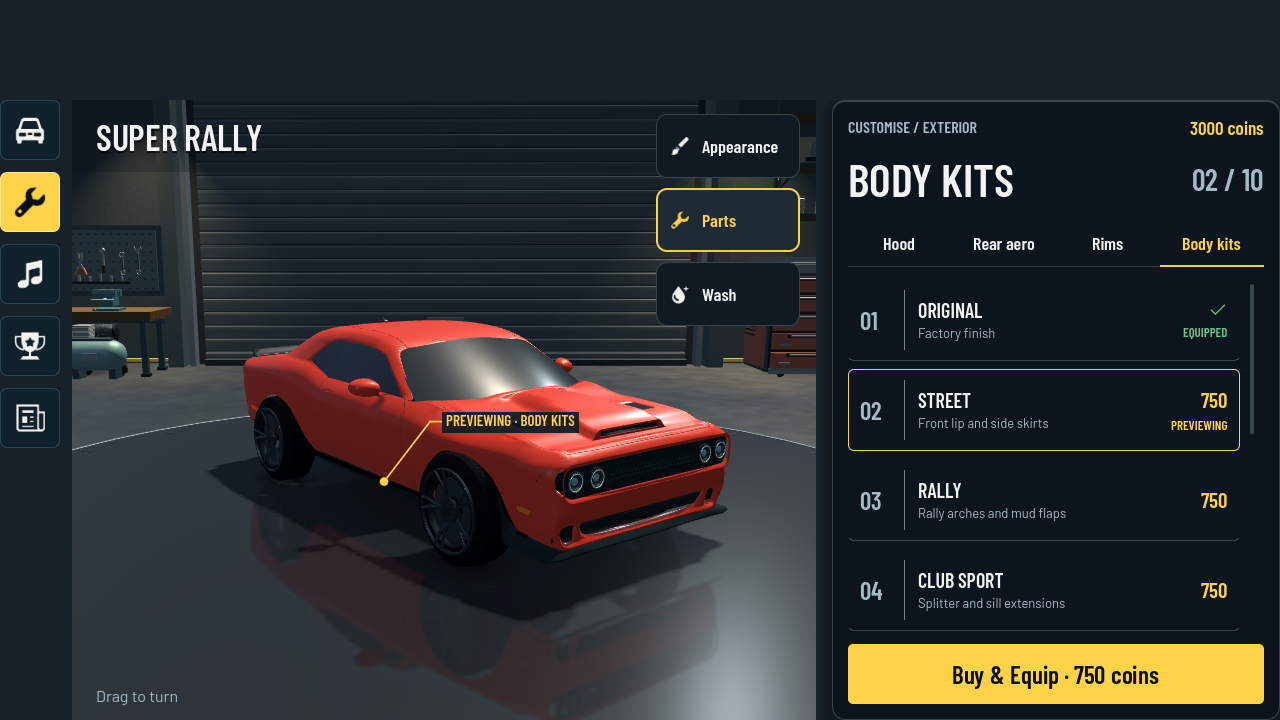 SUPER RALLY
Appearance
Parts
Wash
PREVIEWING · BODY KITS
Drag to turn
CUSTOMISE / EXTERIOR
3000 coins
BODY KITS
02 / 10
Hood
Rear aero
Rims
Body kits
01
ORIGINAL
Factory finish
EQUIPPED
02
STREET
Front lip and side skirts
750
PREVIEWING
03
RALLY
Rally arches and mud flaps
750
04
CLUB SPORT
Splitter and sill extensions
750
Buy & Equip · 750 coins